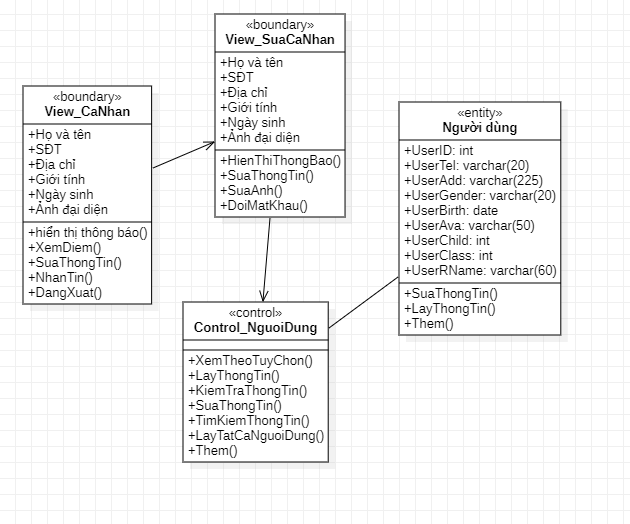 «boundary»
View_SuaCaNhan
+Họ và tên
+SĐT
+Địa chỉ
+Giới tính
+Ngày sinh
+Ảnh đại diện
+HienThiThongBao()
+SuaThongTin()
+SuaAnh()
+DoiMatKhau()
«boundary»
View_CaNhan
+Họ và tên
+SĐT
+Địa chỉ
+Giới tính
+Ngày sinh
+Ảnh đại diện
+hiển thị thông báo()
+XemDiem()
+SuaThongTin()
+NhanTin()
+DangXuat()
«entity»
Người dùng
+UserID: int
+UserTel: varchar(20)
+UserAdd: varchar(225)
+UserGender: varchar(20)
+UserBirth: date
+UserAva: varchar(50)
+UserChild: int
+UserClass: int
+UserRName: varchar(60)
+SuaThongTin()
+LayThongTin()
+Them()
«control»
Control_NguoiDung
+XemTheoTuyChon()
+LayThongTin()
+KiemTraThongTin()
+SuaThongTin()
+TimKiemThongTin()
+LayTatCaNguoiDung()
+Them()